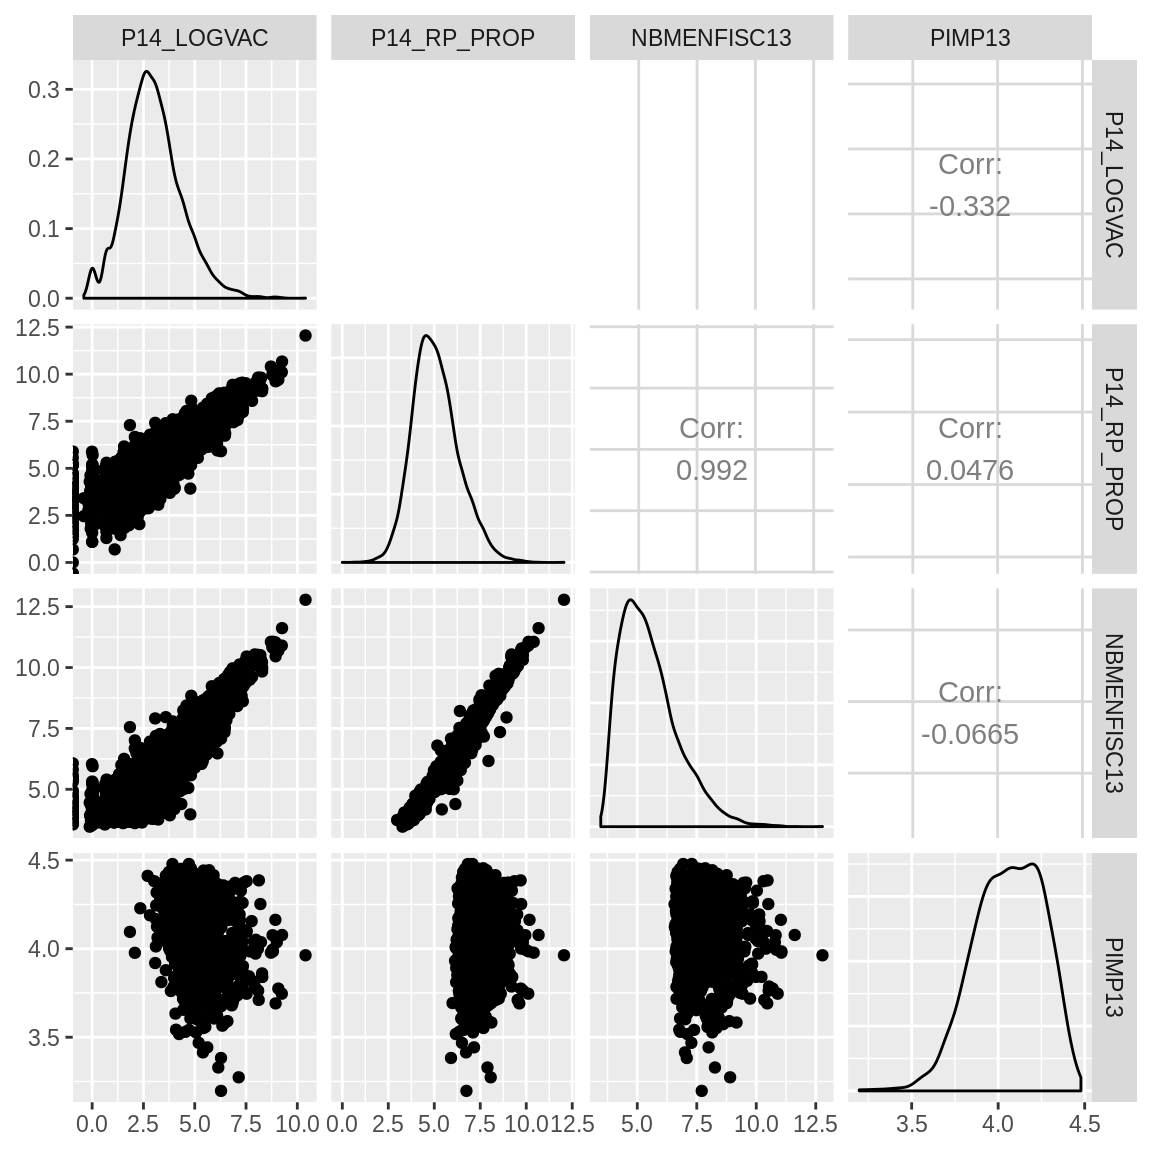 P14_LOGVAC P14_RP_PROP NBMENFISC13 PIMP13
0.3
0.2
0.1
0.0
Corr:
-0.332
P14_LOGVAC
12.5
10.0
7.5
5.0
2.5
0.0
Corr:
0.992
Corr:
0.0476
P14_RP_PROP
12.5
10.0
7.5
5.0
Corr:
-0.0665
NBMENFISC13
4.5
4.0
3.5
PIMP13
0.0 2.5 5.0 7.5 10.0 0.0 2.5 5.0 7.5 10.0 12.5 5.0 7.5 10.0 12.5 3.5 4.0 4.5